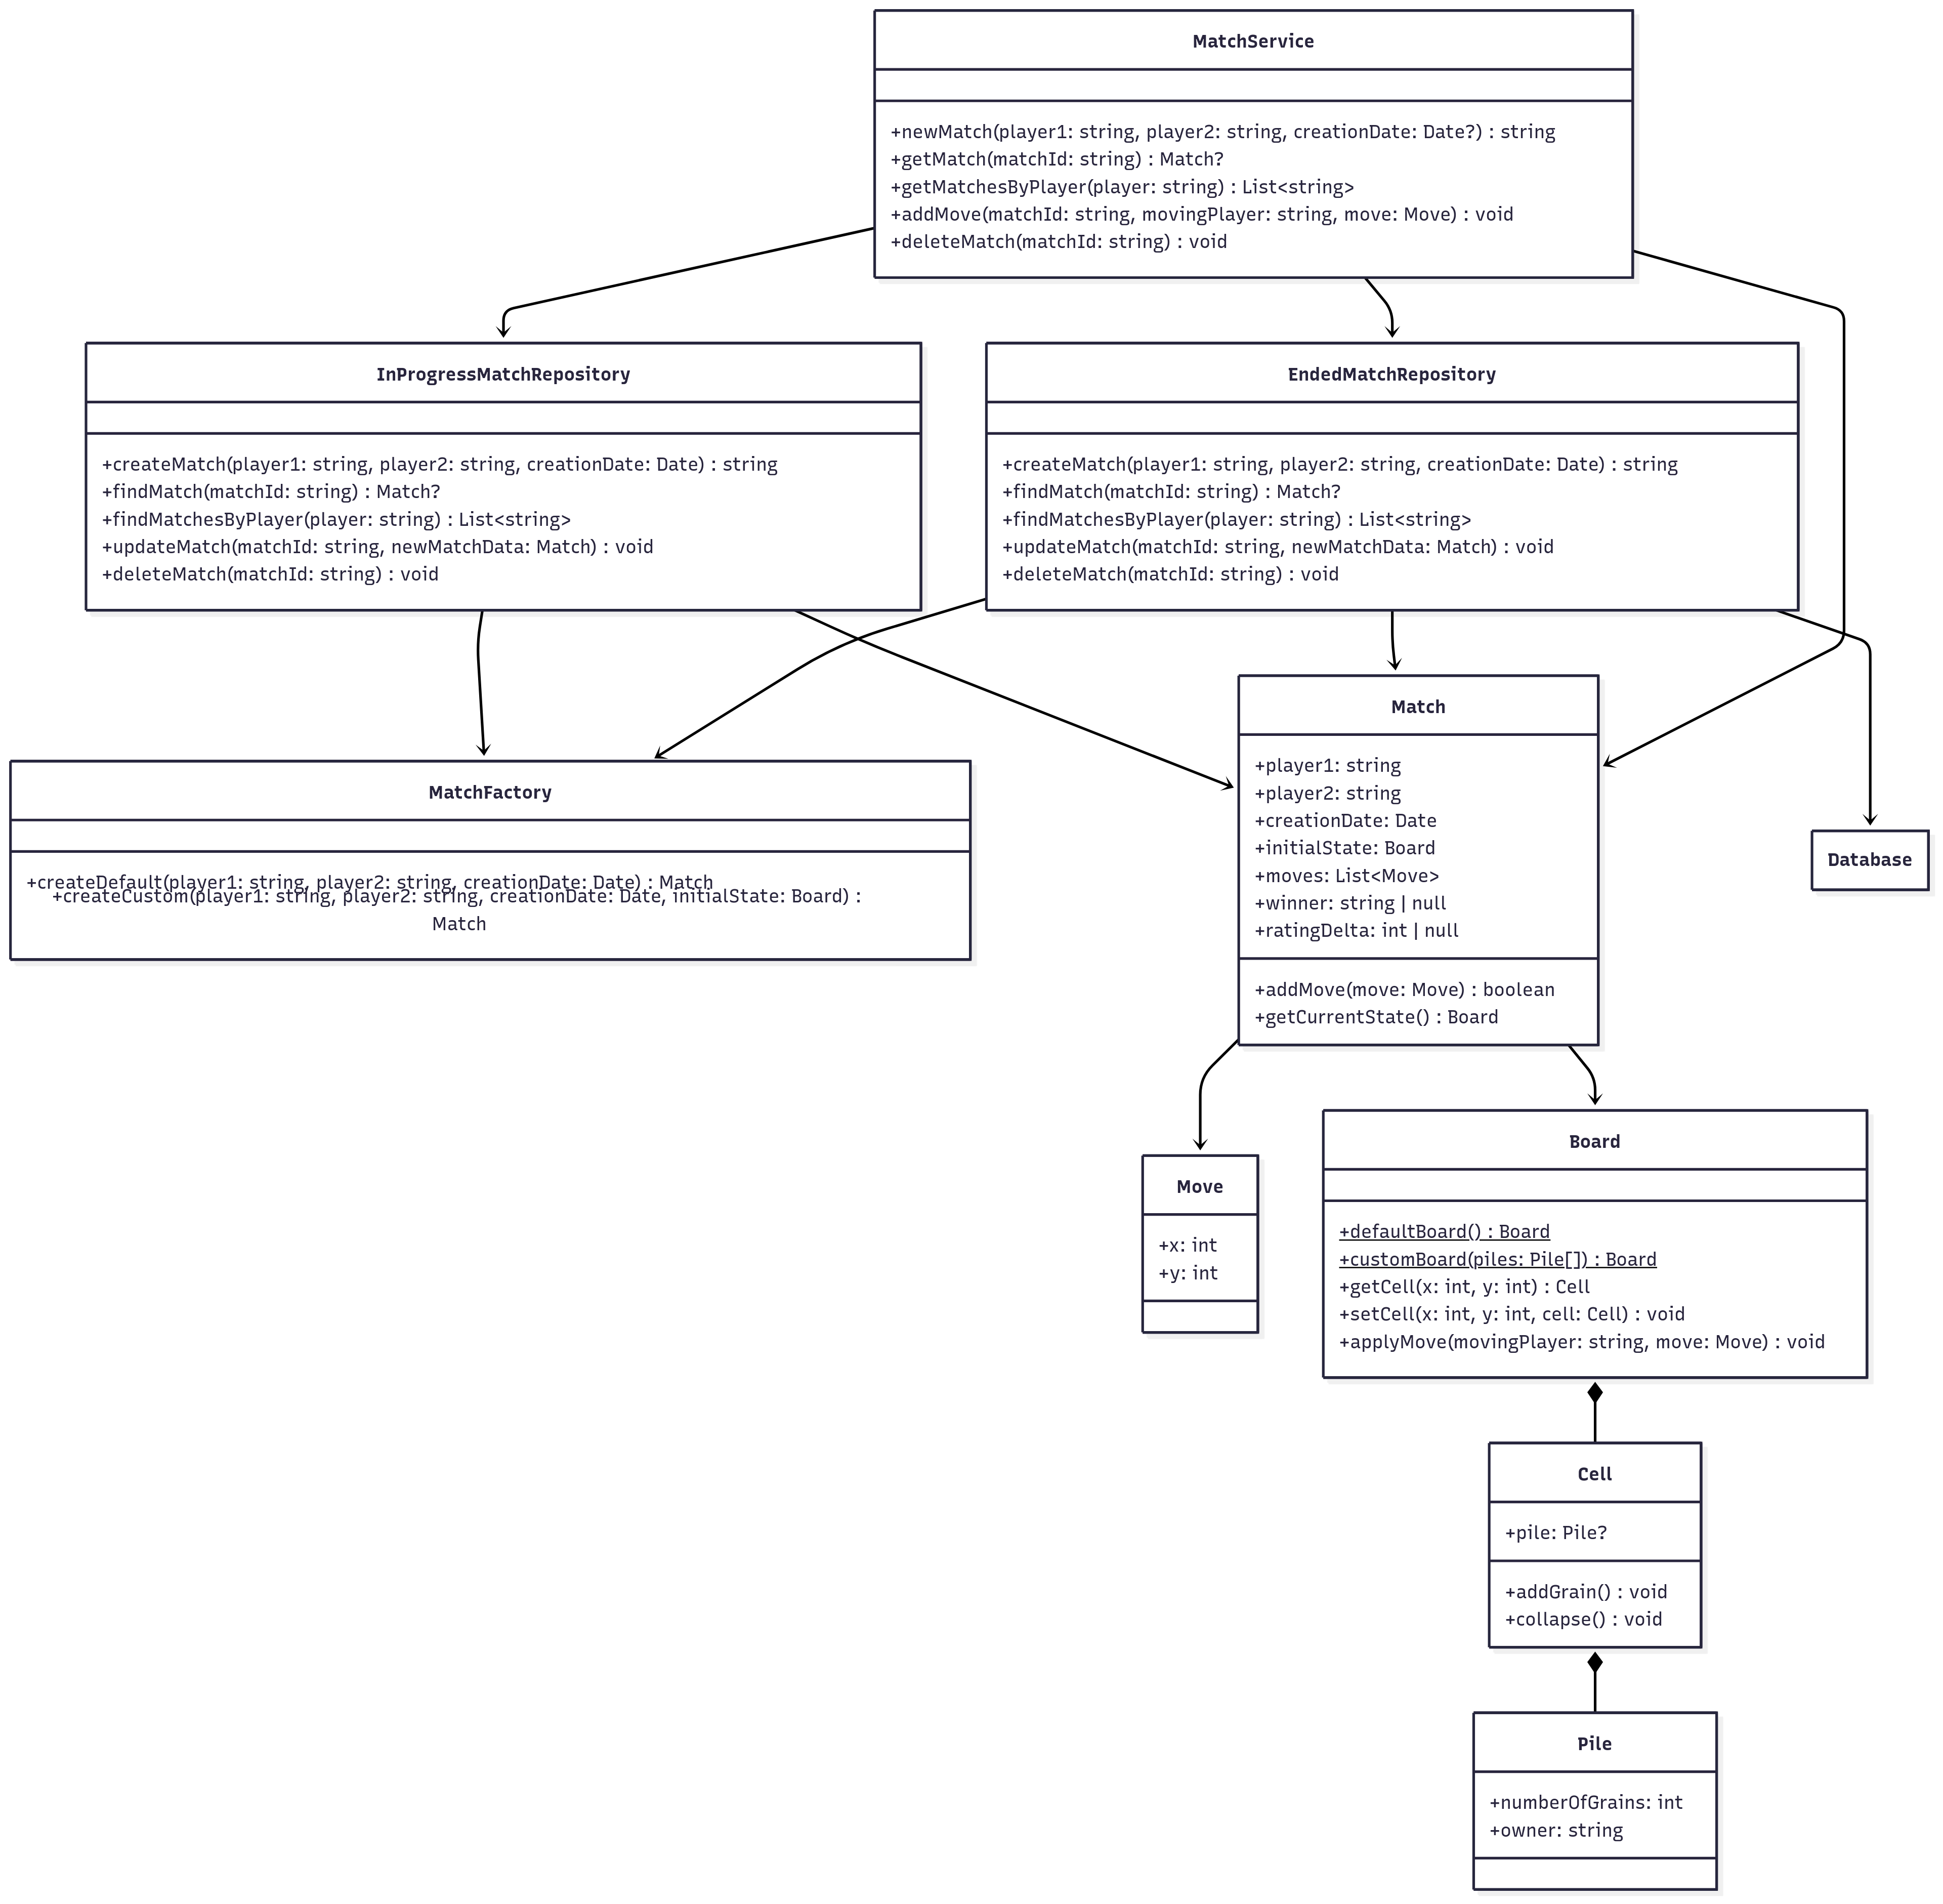 MatchService
+newMatch(player1: string, player2: string, creationDate: Date?) : string
+getMatch(matchId: string) : Match?
+getMatchesByPlayer(player: string) : List<string>
+addMove(matchId: string, movingPlayer: string, move: Move) : void
+deleteMatch(matchId: string) : void
InProgressMatchRepository
+createMatch(player1: string, player2: string, creationDate: Date) : string
+findMatch(matchId: string) : Match?
+findMatchesByPlayer(player: string) : List<string>
+updateMatch(matchId: string, newMatchData: Match) : void
+deleteMatch(matchId: string) : void
EndedMatchRepository
+createMatch(player1: string, player2: string, creationDate: Date) : string
+findMatch(matchId: string) : Match?
+findMatchesByPlayer(player: string) : List<string>
+updateMatch(matchId: string, newMatchData: Match) : void
+deleteMatch(matchId: string) : void
MatchFactory
+createDefault(player1: string, player2: string, creationDate: Date) : Match
+createCustom(player1: string, player2: string, creationDate: Date, initialState: Board) :
Match
Match
+player1: string
+player2: string
+creationDate: Date
+initialState: Board
+moves: List<Move>
+winner: string | null
+ratingDelta: int | null
+addMove(move: Move) : boolean
+getCurrentState() : Board
Database
Move
+x: int
+y: int
Board
+defaultBoard() : Board
+customBoard(piles: Pile[]) : Board
+getCell(x: int, y: int) : Cell
+setCell(x: int, y: int, cell: Cell) : void
+applyMove(movingPlayer: string, move: Move) : void
Cell
+pile: Pile?
+addGrain() : void
+collapse() : void
Pile
+numberOfGrains: int
+owner: string